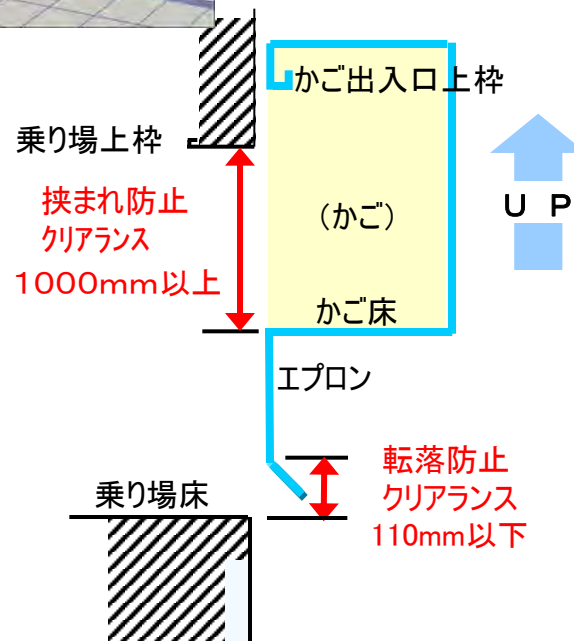 かご出入口上枠
乗り場上枠
挟まれ防止
クリアランス
1000mm以上
(かご)
UP
かご床
エプロン
転落防止
クリアランス
110mm以下
乗り場床